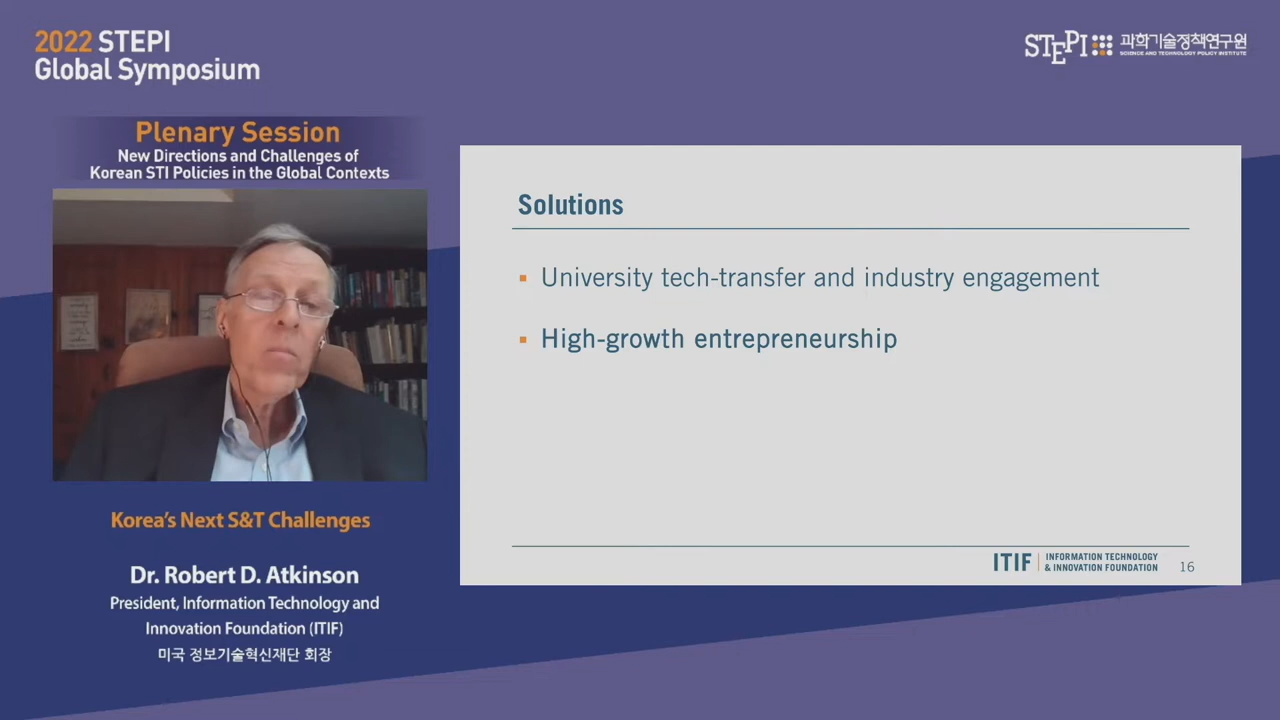 2022 STEPI
Global Symposium
STEPI
과학기술정책연구원
SCIENCE AND TECHNOLOGY POLICY INSTITUTE
Plenary Session
New Directions and Challenges of
Korean STI Policies in the Global Contexts
Solutions
▪ University tech-transfer and industry engagement
▪ High-growth entrepreneurship
ITIF | INFORMATION TECHNOLOGY
& INNOVATION FOUNDATION
16
Korea's Next S&T Challenges
Dr. Robert D. Atkinson
President, Information Technology and
Innovation Foundation (ITIF)
미국 정보기술혁신재단 회장